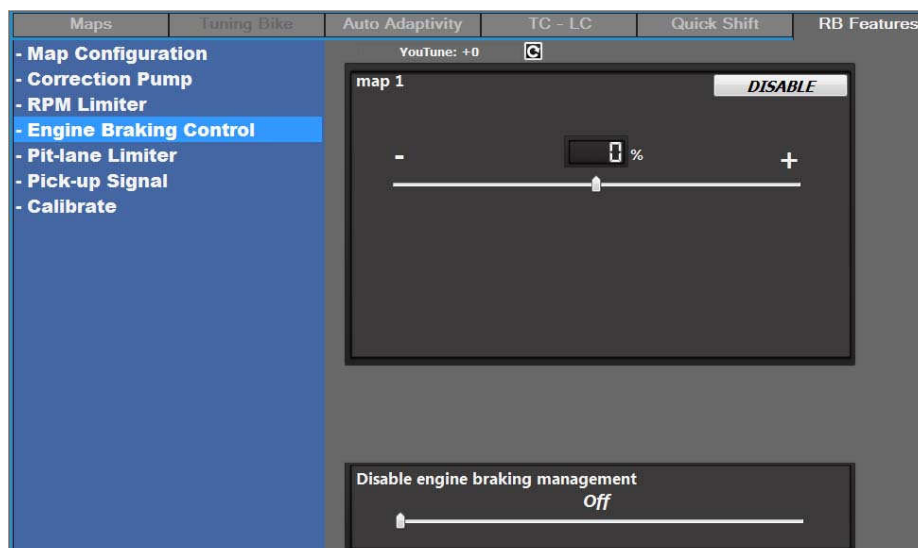 Maps Tuning Bike Auto Adaptivity TC - LC Quick Shift RB Features
- Map Configuration
- Correction Pump
- RPM Limiter
- Engine Braking Control
- Pit-lane Limiter
- Pick-up Signal
- Calibrate
YouTune: +0
map 1
DISABLE
- 0 % +
Disable engine braking management
Off